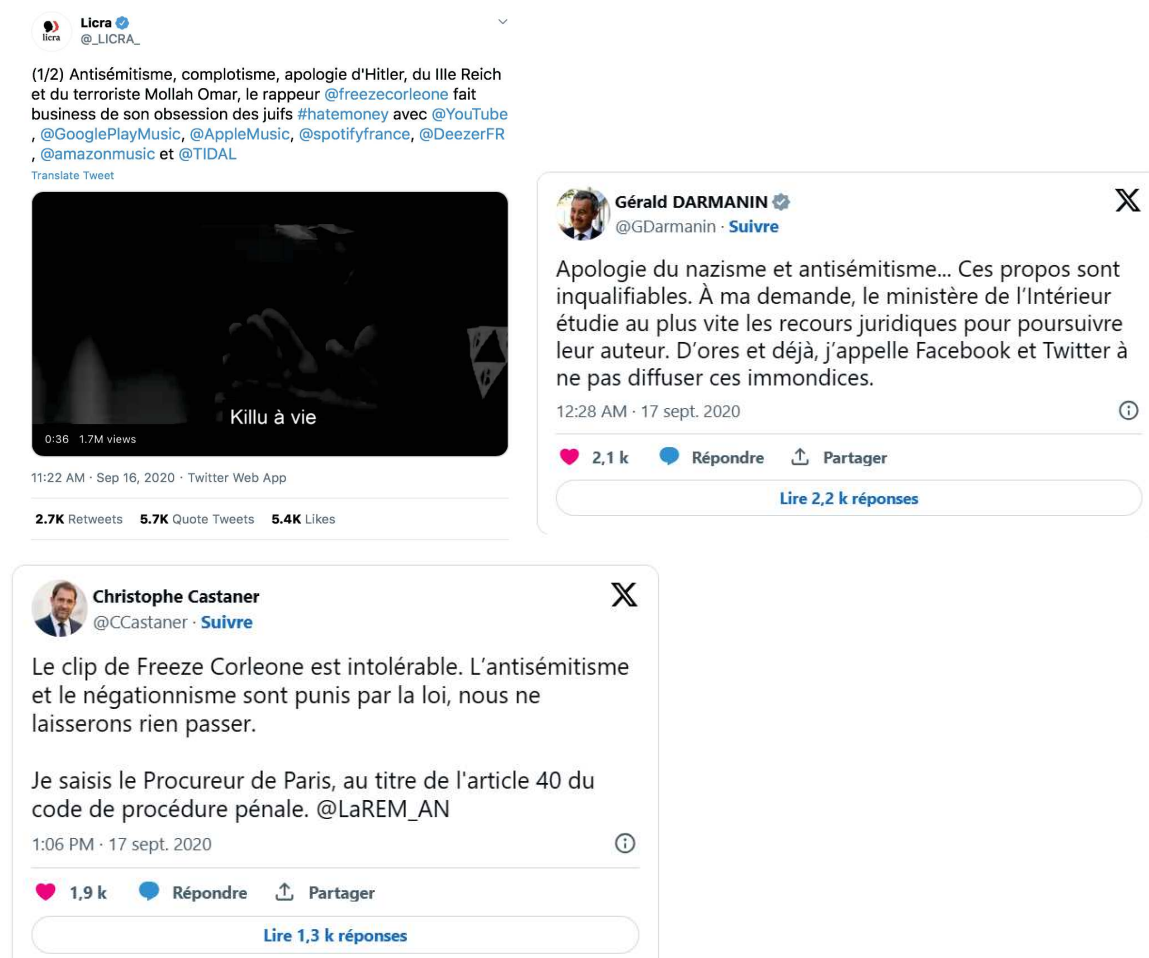 Licra
@_LICRA_
licra
(1/2) Antisémitisme, complotisme, apologie d'Hitler, du IIIe Reich
et du terroriste Mollah Omar, le rappeur @freezecorleone fait
business de son obsession des juifs #hatemoney avec @YouTube
, @GooglePlayMusic, @AppleMusic, @spotifyfrance, @DeezerFR
, @amazonmusic et @TIDAL
Translate Tweet
Killu à vie
0:36 1.7M views
11:22 AM · Sep 16, 2020 · Twitter Web App
2.7K Retweets 5.7K Quote Tweets 5.4K Likes
Gérald DARMANIN
@GDarmanin · Suivre
Apologie du nazisme et antisémitisme... Ces propos sont
inqualifiables. À ma demande, le ministère de l'Intérieur
étudie au plus vite les recours juridiques pour poursuivre
leur auteur. D'ores et déjà, j'appelle Facebook et Twitter à
ne pas diffuser ces immondices.
12:28 AM · 17 sept. 2020
2,1 k Répondre Partager
Lire 2,2 k réponses
Christophe Castaner
@CCastaner · Suivre
Le clip de Freeze Corleone est intolérable. L'antisémitisme
et le négationnisme sont punis par la loi, nous ne
laisserons rien passer.
Je saisis le Procureur de Paris, au titre de l'article 40 du
code de procédure pénale. @LaREM_AN
1:06 PM · 17 sept. 2020
1,9 k Répondre Partager
Lire 1,3 k réponses